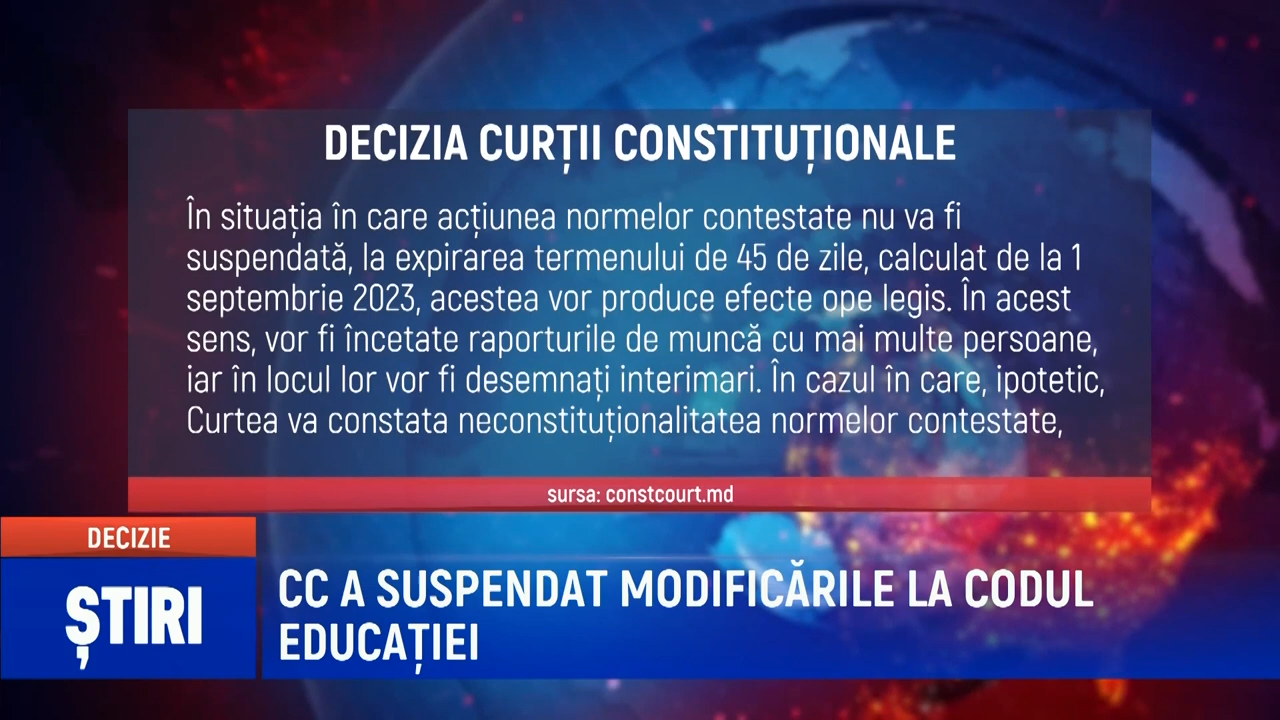 DECIZIA CURȚII CONSTITUȚIONALE
În situația în care acțiunea normelor contestate nu va fi
suspendată, la expirarea termenului de 45 de zile, calculat de la 1
septembrie 2023, acestea vor produce efecte ope legis. În acest
sens, vor fi încetate raporturile de muncă cu mai multe persoane,
iar în locul lor vor fi desemnați interimari. În cazul în care, ipotetic,
Curtea va constata neconstituționalitatea normelor contestate,
sursa: constcourt.md
DECIZIE
ȘTIRI
CC A SUSPENDAT MODIFICĂRILE LA CODUL
EDUCAȚIEI